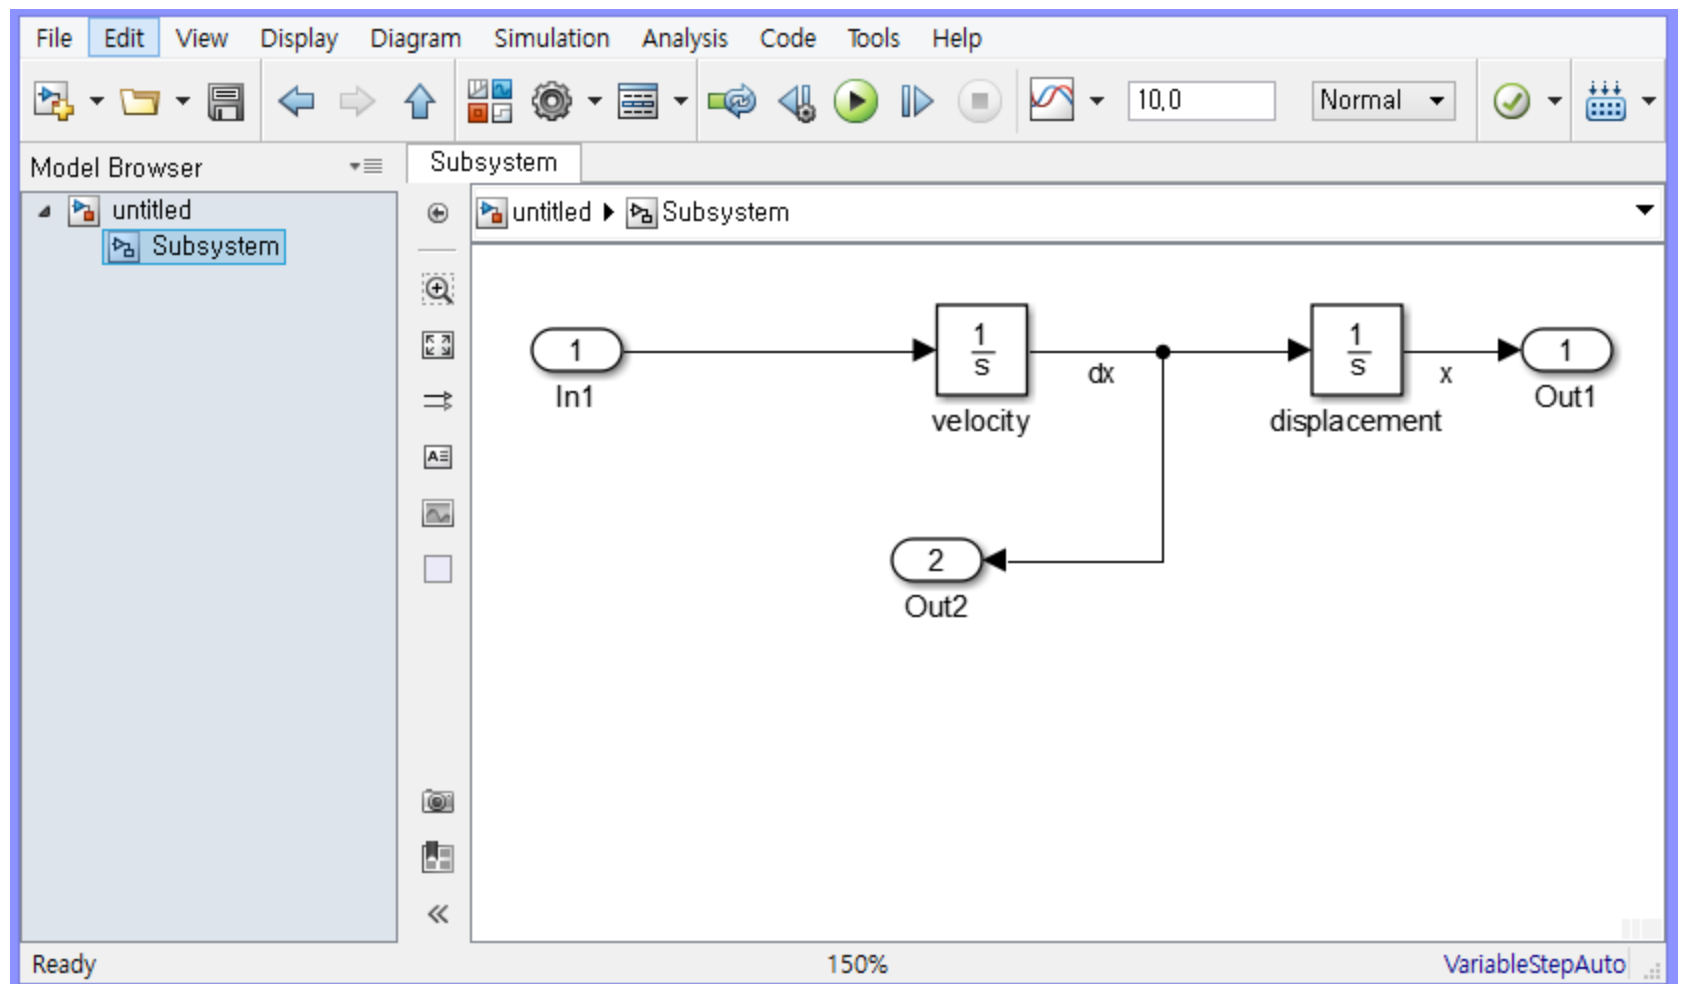 File Edit View Display Diagram Simulation Analysis Code Tools Help
10,0 Normal
Model Browser
Subsystem
untitled
Subsystem
untitled Subsystem
1
In1
1
s
velocity
dx
1
s
displacement
x
1
Out1
2
Out2
Ready 150% VariableStepAuto